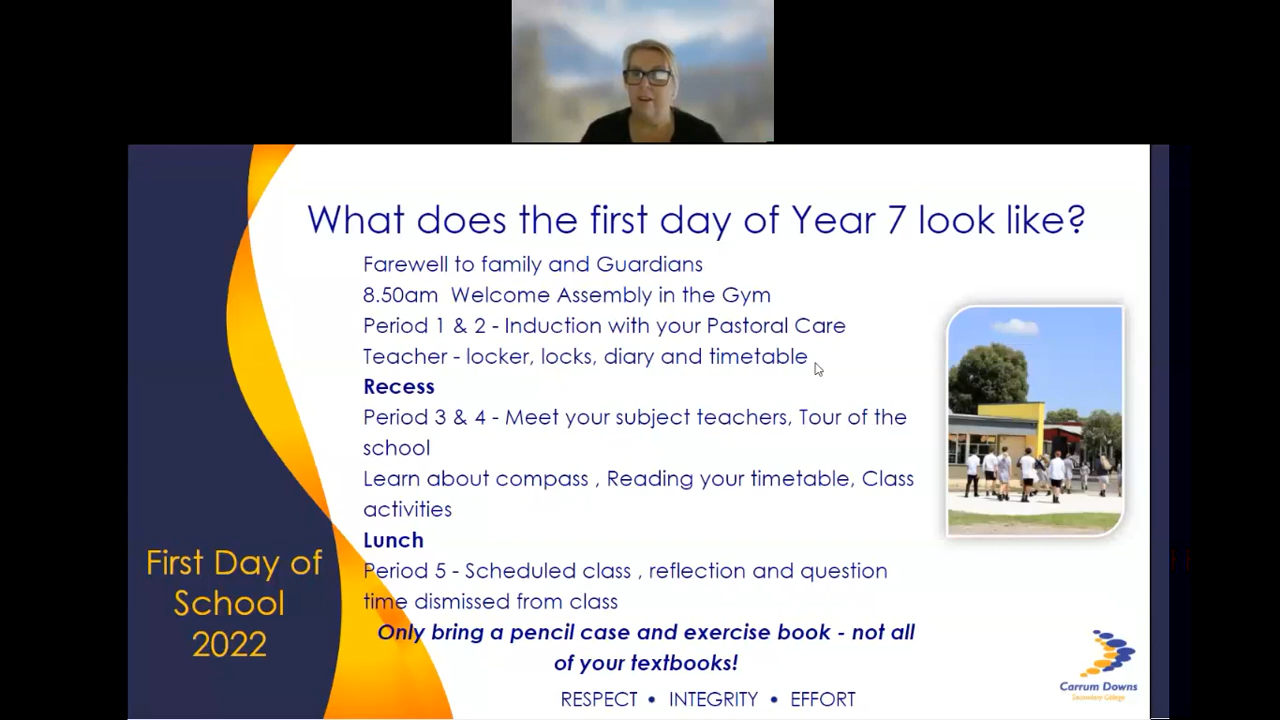 What does the first day of Year 7 look like?
Farewell to family and Guardians
8.50am Welcome Assembly in the Gym
Period 1 & 2 - Induction with your Pastoral Care
Teacher - locker, locks, diary and timetable
Recess
Period 3 & 4 - Meet your subject teachers, Tour of the
school
Learn about compass , Reading your timetable, Class
activities
Lunch
Period 5 - Scheduled class , reflection and question
time dismissed from class
Only bring a pencil case and exercise book - not all
of your textbooks!
RESPECT • INTEGRITY • EFFORT
First Day of
School
2022
Carrum Downs
Secondary College